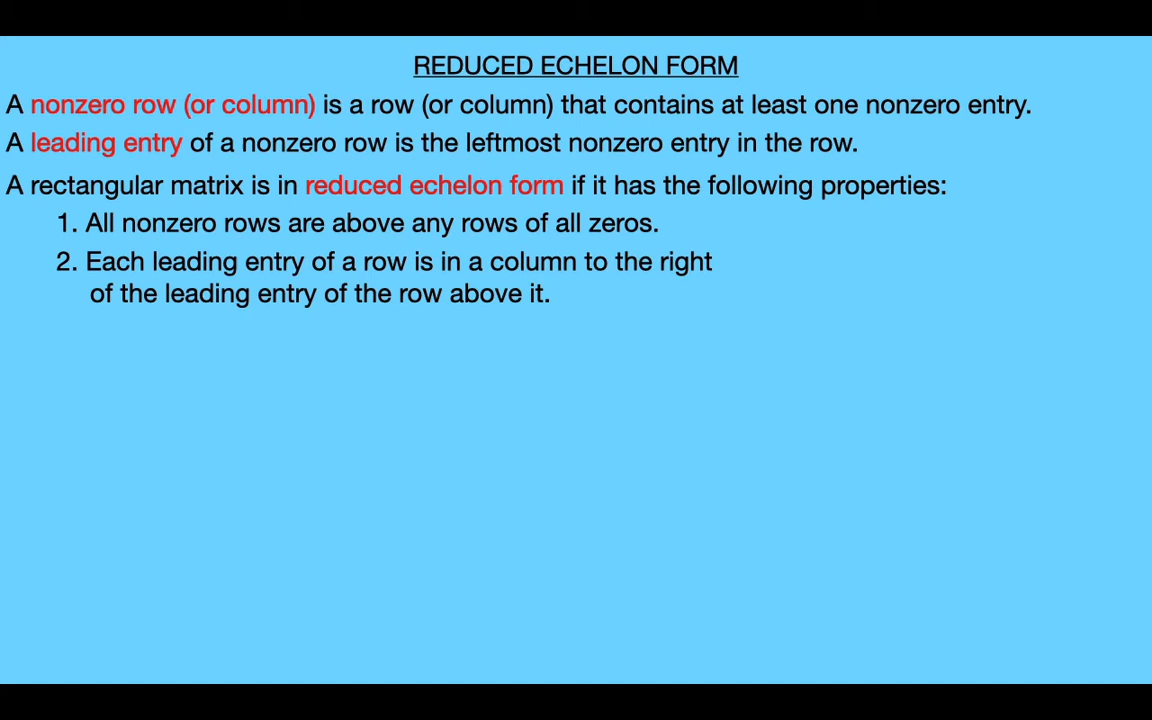 REDUCED ECHELON FORM
A nonzero row (or column) is a row (or column) that contains at least one nonzero entry.
A leading entry of a nonzero row is the leftmost nonzero entry in the row.
A rectangular matrix is in reduced echelon form if it has the following properties:
1. All nonzero rows are above any rows of all zeros.
2. Each leading entry of a row is in a column to the right
of the leading entry of the row above it.